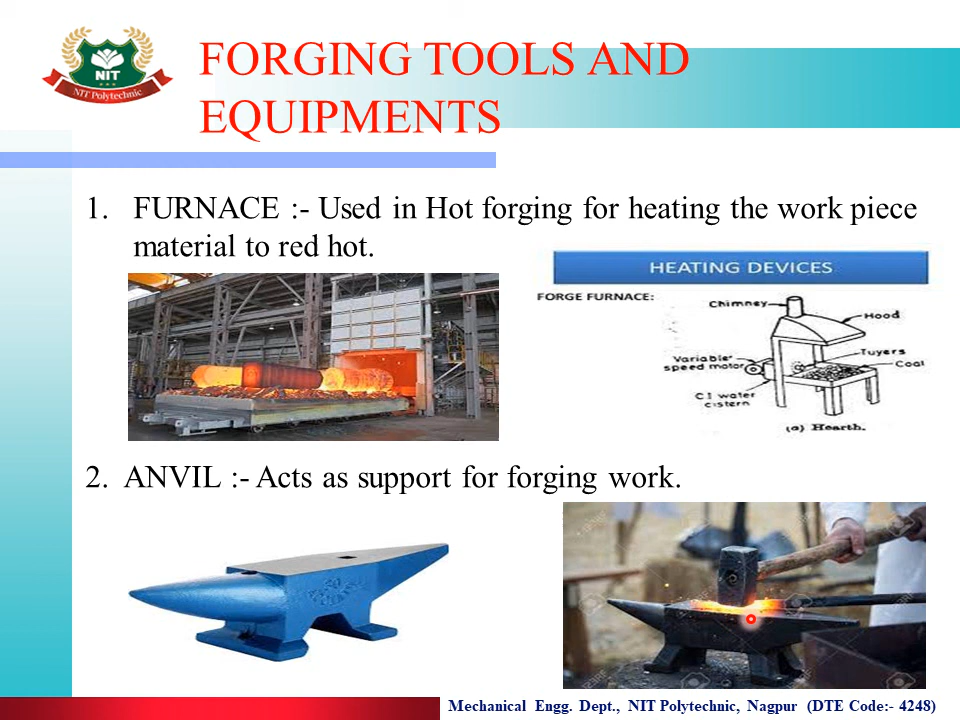 NIT
NIT Polytechnic
FORGING TOOLS AND
EQUIPMENTS
1. FURNACE :- Used in Hot forging for heating the work piece
material to red hot.
HEATING DEVICES
FORGE FURNACE:
Chimney
Hood
Variable
speed motor
Tuyers
Coal
C I water
cistern
(a) Hearth.
2. ANVIL :- Acts as support for forging work.
Mechanical Engg. Dept., NIT Polytechnic, Nagpur (DTE Code:- 4248)